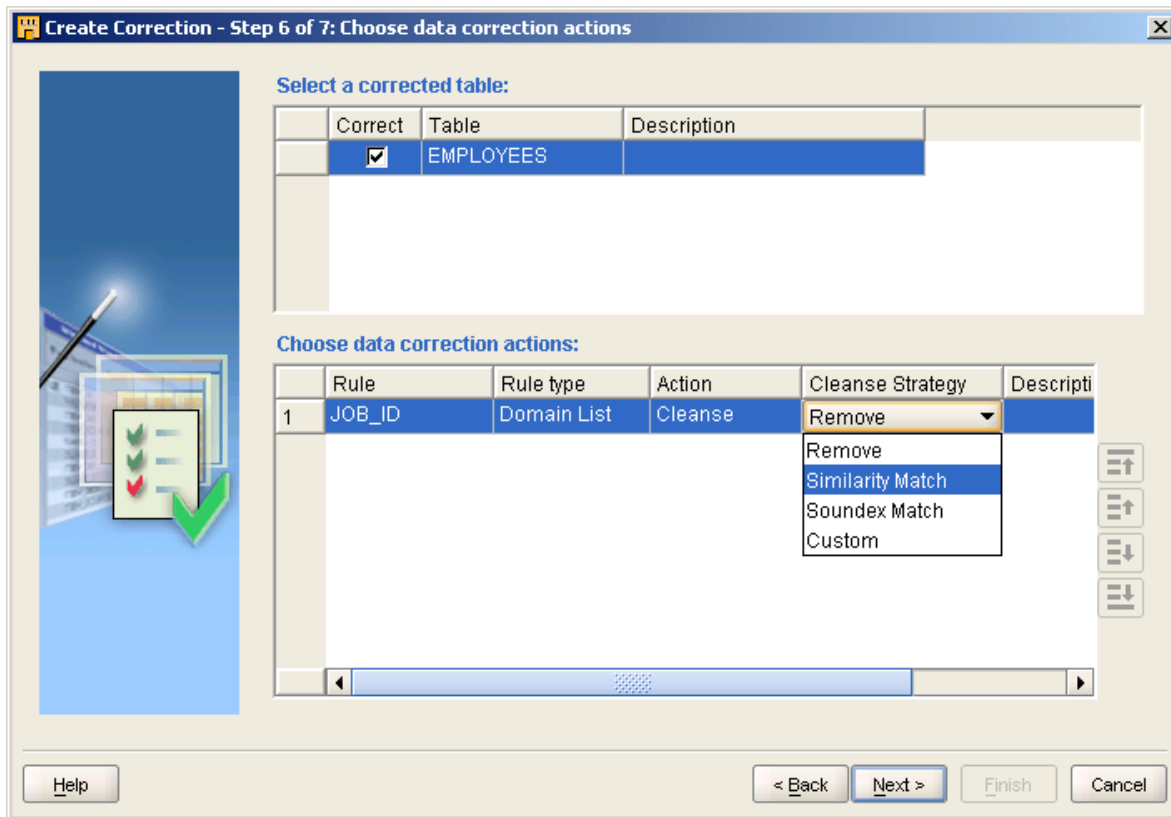 Create Correction - Step 6 of 7: Choose data correction actions
Select a corrected table:
Correct Table Description
EMPLOYEES
Choose data correction actions:
Rule Rule type Action Cleanse Strategy Descripti
1 JOB_ID Domain List Cleanse Remove
Remove
Similarity Match
Soundex Match
Custom
Help < Back Next > Finish Cancel